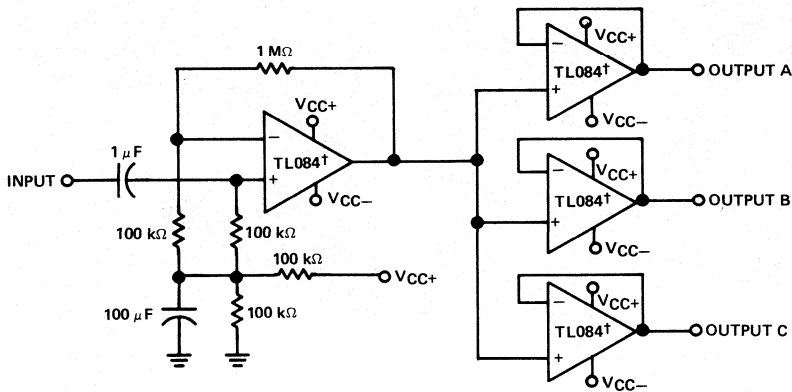 1 MΩ
VCC+
TL084†
VCC−
1 μF
INPUT
100 kΩ
100 kΩ
100 kΩ
VCC+
100 μF
100 kΩ
VCC+
TL084†
VCC−
OUTPUT A
VCC+
TL084†
VCC−
OUTPUT B
VCC+
TL084†
VCC−
OUTPUT C